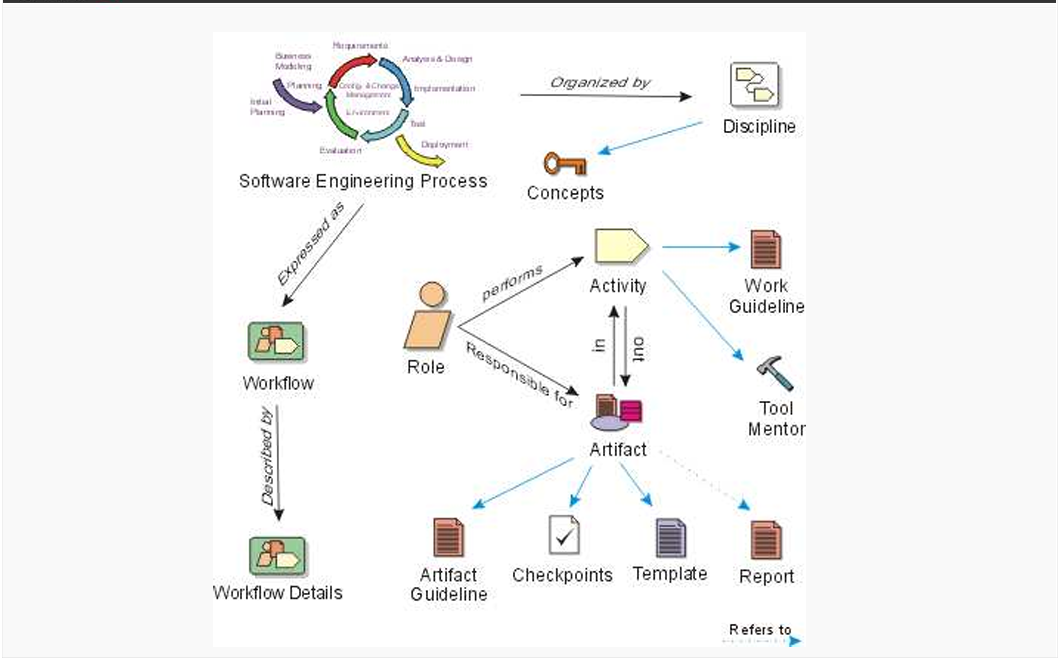 Requirements
Business
Modeling
Analysis & Design
Planning
Config & Change
Management
Implementation
Initial
Planning
Environment
Test
Evaluation
Deployment
Software Engineering Process
Organized by
Discipline
Concepts
Expressed as
Workflow
Described by
Workflow Details
Role
performs
Responsible for
Activity
in
out
Artifact
Work
Guideline
Tool
Mentor
Artifact
Guideline
Checkpoints
Template
Report
Refers to